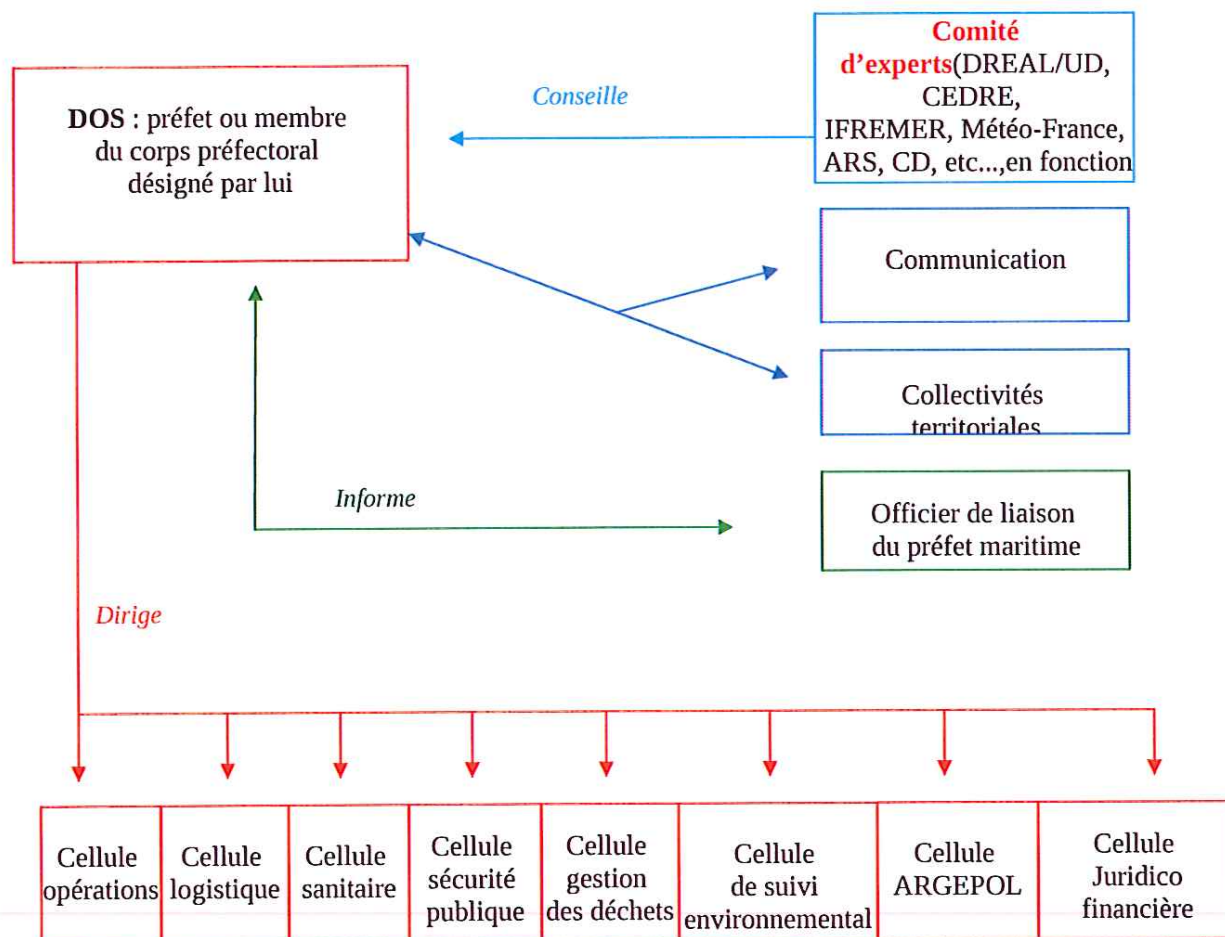 Comité
d'experts(DREAL/UD,
CEDRE,
IFREMER, Météo-France,
ARS, CD, etc...,en fonction
DOS : préfet ou membre
du corps préfectoral
désigné par lui
Conseille
Communication
Collectivités
territoriales
Informe
Officier de liaison
du préfet maritime
Dirige
Cellule
opérations
Cellule
logistique
Cellule
sanitaire
Cellule
sécurité
publique
Cellule
gestion
des déchets
Cellule
de suivi
environnemental
Cellule
ARGEPOL
Cellule
Juridico
financière